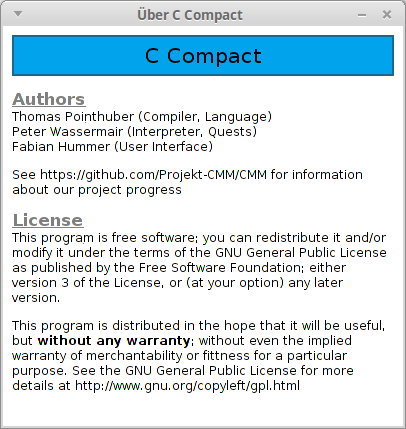 Über C Compact
C Compact
Authors
Thomas Pointhuber (Compiler, Language)
Peter Wassermair (Interpreter, Quests)
Fabian Hummer (User Interface)
See https://github.com/Projekt-CMM/CMM for information
about our project progress
License
This program is free software; you can redistribute it and/or
modify it under the terms of the GNU General Public License
as published by the Free Software Foundation; either
version 3 of the License, or (at your option) any later
version.
This program is distributed in the hope that it will be useful,
but without any warranty; without even the implied
warranty of merchantability or fittness for a particular
purpose. See the GNU General Public License for more
details at http://www.gnu.org/copyleft/gpl.html